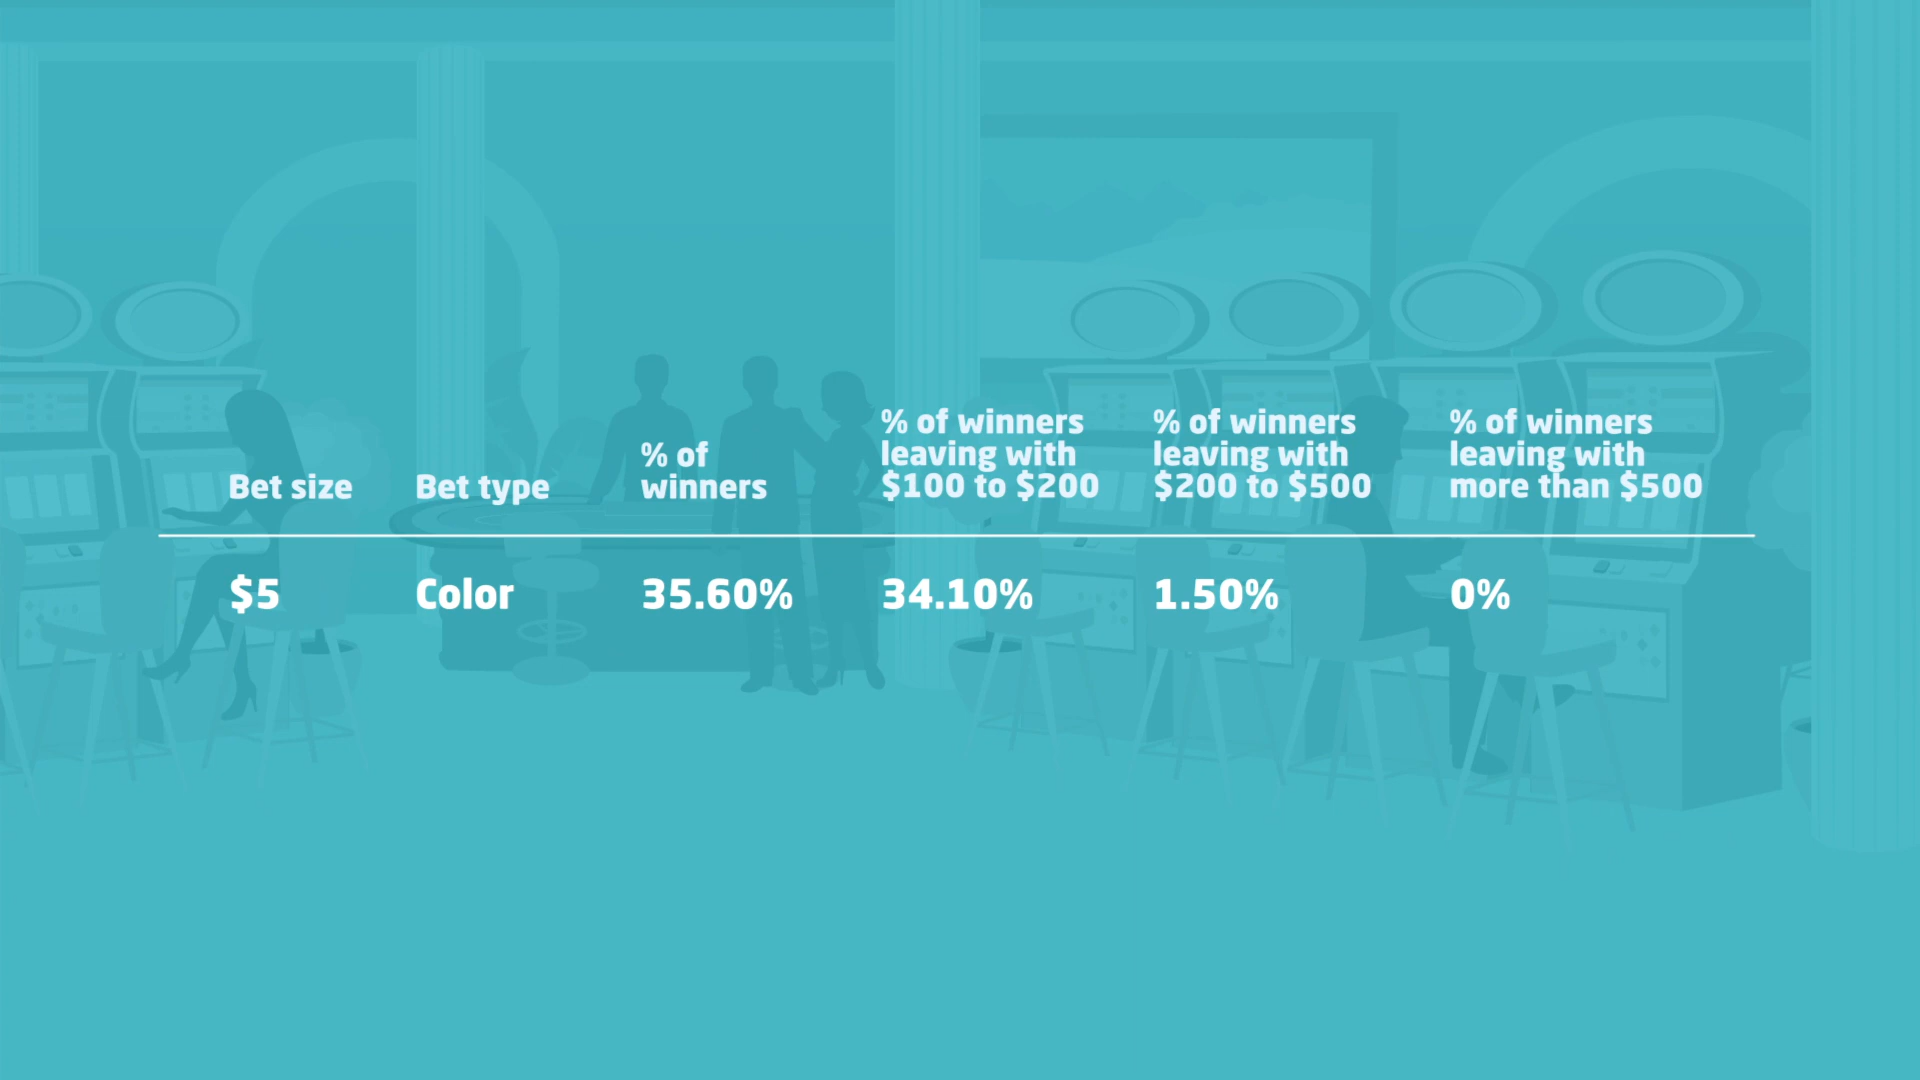 Bet size
Bet type
% of
winners
% of winners
leaving with
$100 to $200
% of winners
leaving with
$200 to $500
% of winners
leaving with
more than $500
$5
Color
35.60%
34.10%
1.50%
0%